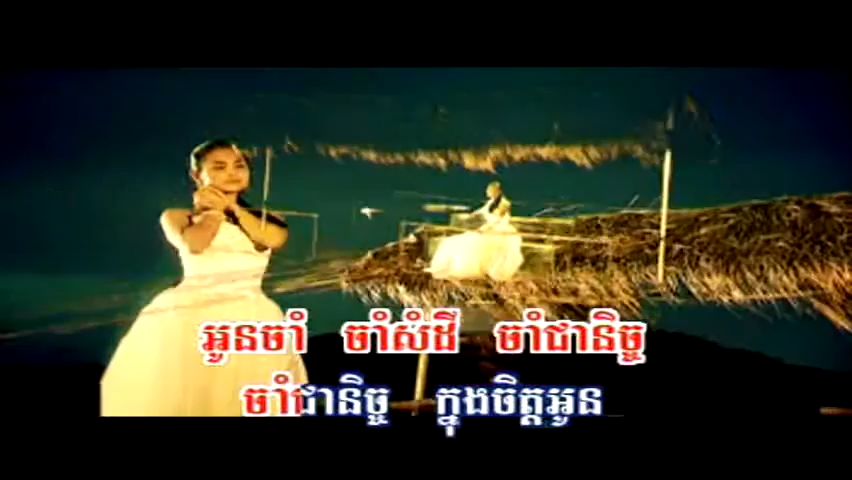 អូនចាំ ចាំសំដី ចាំជានិច្ច
ចាំជានិច្ច ក្នុងចិត្តអូន